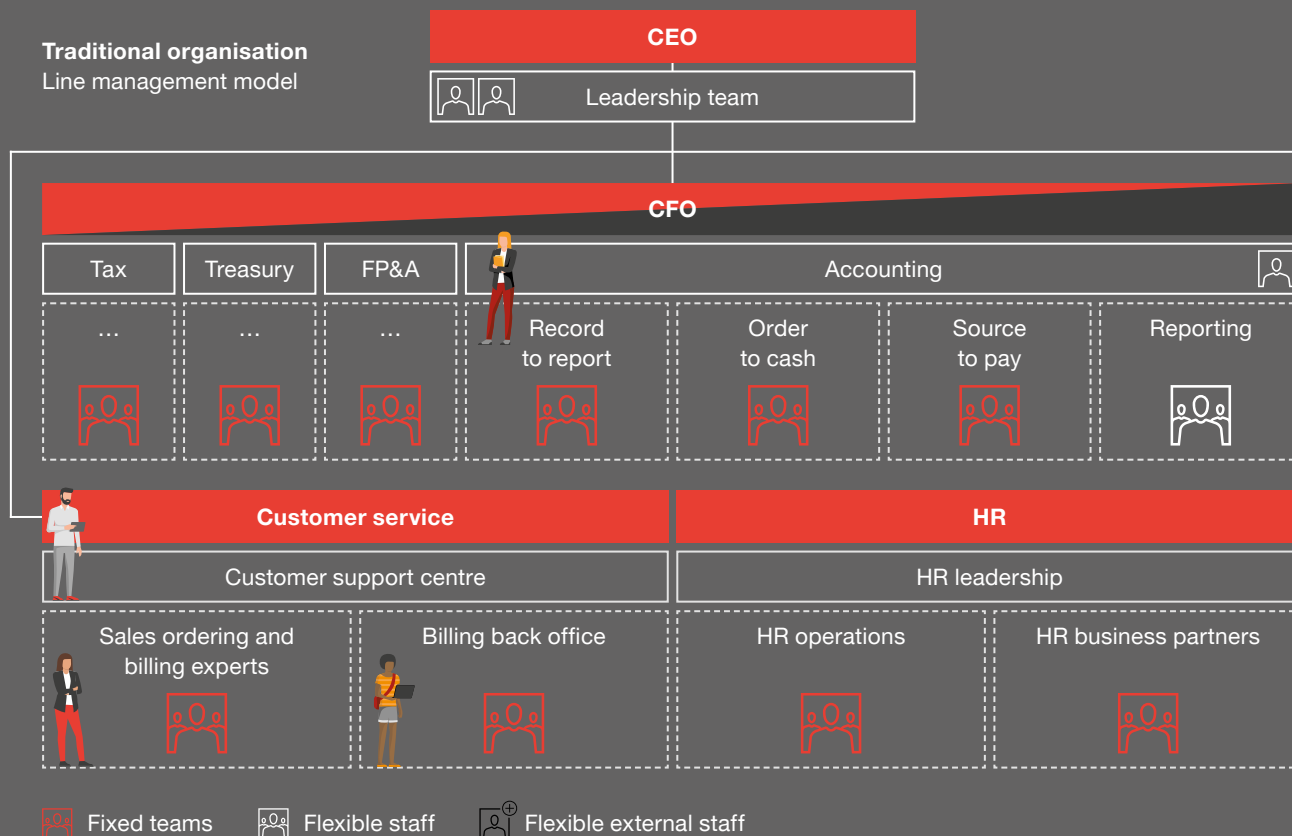 Traditional organisation
Line management model
CEO
Leadership team
CFO
Tax
Treasury
FP&A
Accounting
...
...
...
Record
to report
Order
to cash
Source
to pay
Reporting
Customer service
HR
Customer support centre
HR leadership
Sales ordering and
billing experts
Billing back office
HR operations
HR business partners
Fixed teams
Flexible staff
Flexible external staff